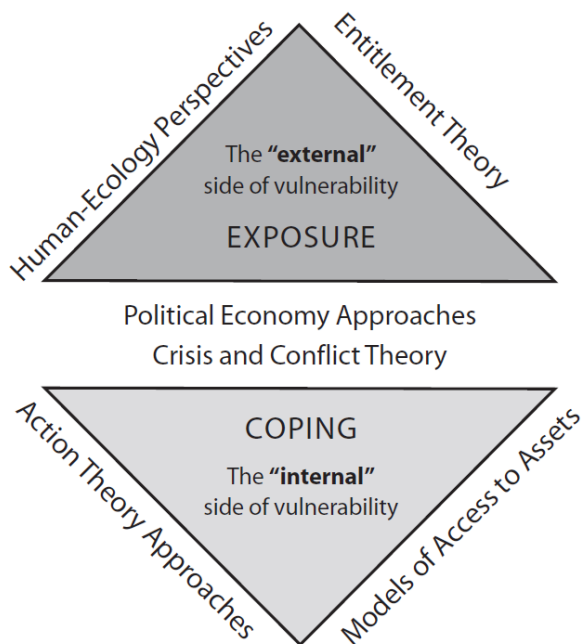 Human-Ecology Perspectives
Entitlement Theory
The “external”
side of vulnerability
EXPOSURE
Political Economy Approaches
Crisis and Conflict Theory
COPING
The “internal”
side of vulnerability
Action Theory Approaches
Models of Access to Assets